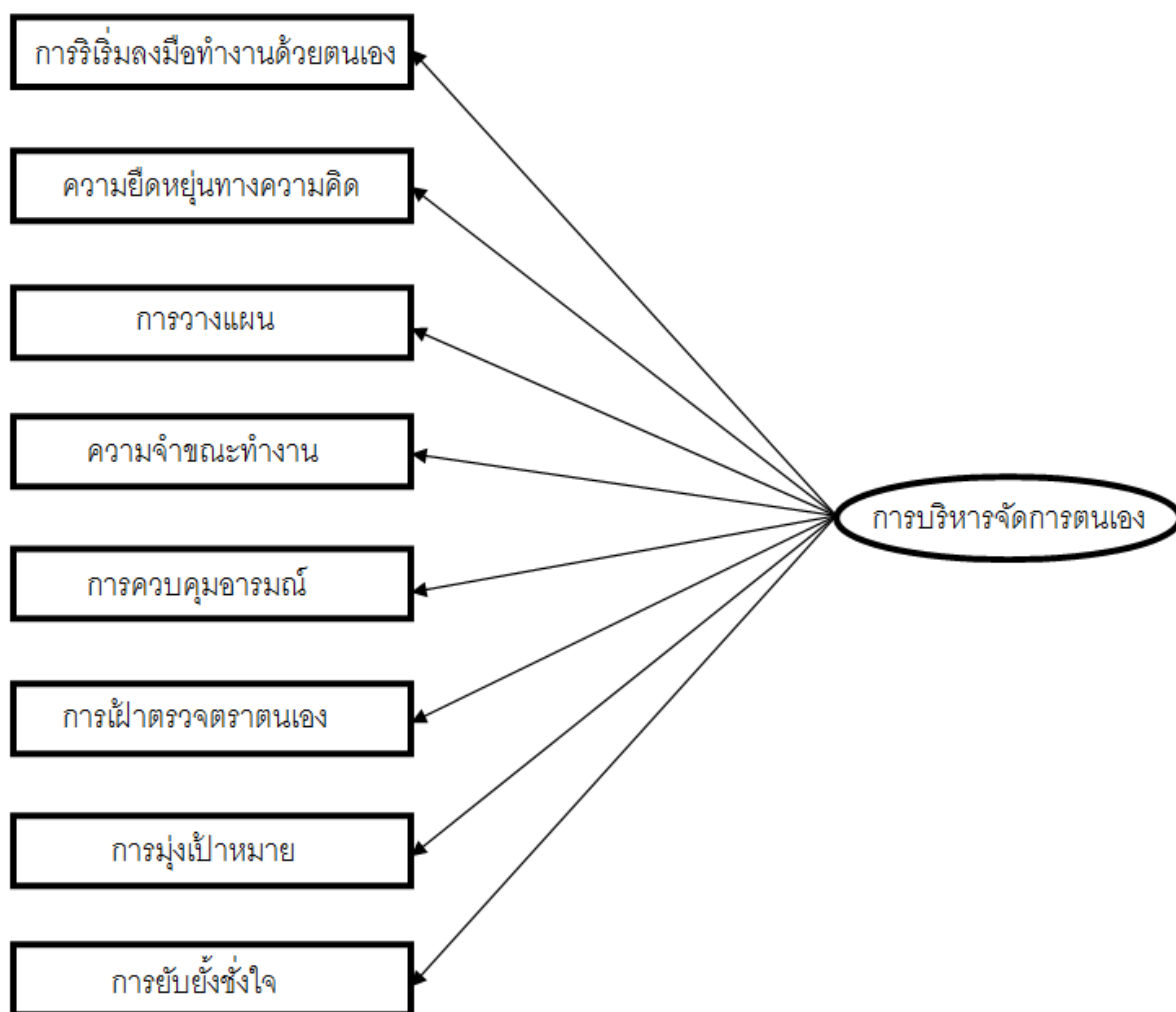 การริเริ่มลงมือทำงานด้วยตนเอง
ความยืดหยุ่นทางความคิด
การวางแผน
ความจำขณะทำงาน
การบริหารจัดการตนเอง
การควบคุมอารมณ์
การเฝ้าตรวจตราตนเอง
การมุ่งเป้าหมาย
การยับยั้งชั่งใจ